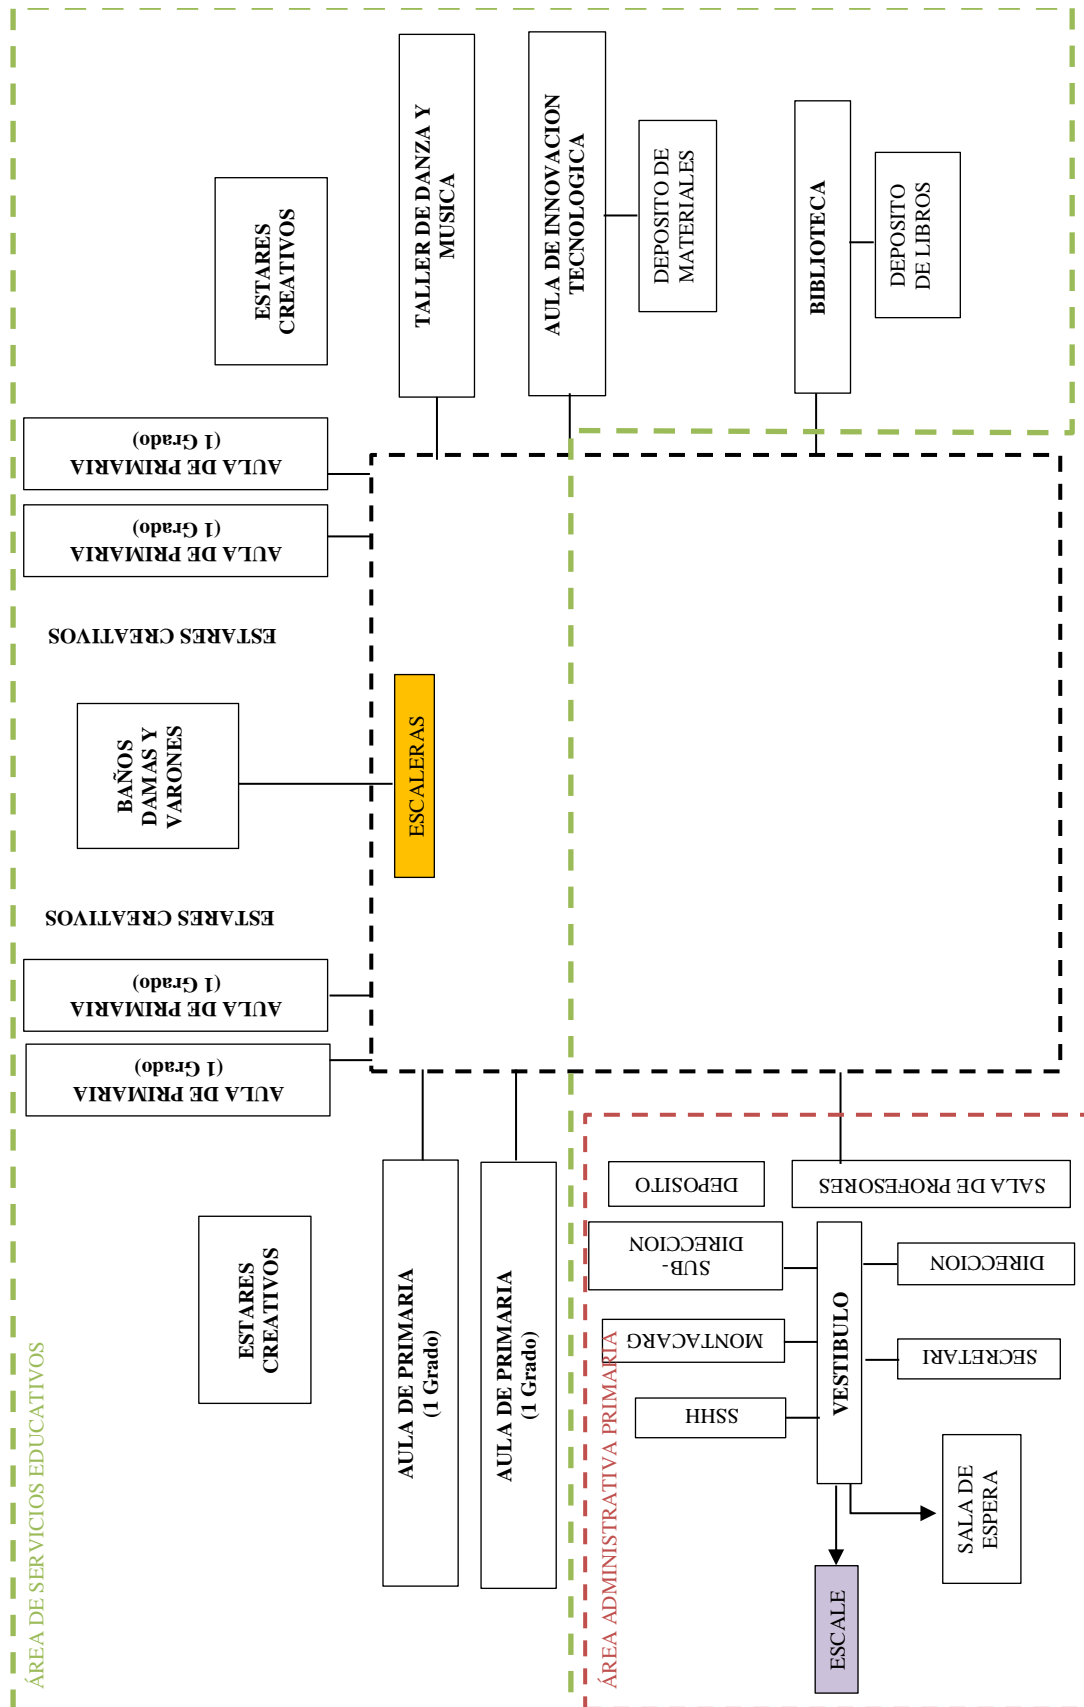 ÁREA DE SERVICIOS EDUCATIVOS
AULA DE PRIMARIA
(1 Grado)
AULA DE PRIMARIA
(1 Grado)
ESTARES CREATIVOS
BAÑOS
DAMAS Y
VARONES
ESTARES CREATIVOS
AULA DE PRIMARIA
(1 Grado)
AULA DE PRIMARIA
(1 Grado)
ESTARES
CREATIVOS
ESTARES
CREATIVOS
ESCALERAS
AULA DE PRIMARIA
(1 Grado)
AULA DE PRIMARIA
(1 Grado)
TALLER DE DANZA Y
MUSICA
AULA DE INNOVACION
TECNOLOGICA
DEPOSITO DE
MATERIALES
BIBLIOTECA
DEPOSITO
DE LIBROS
ÁREA ADMINISTRATIVA PRIMARIA
SSHH
MONTACARG
SUB-
DIRECCION
DEPOSITO
ESCALE
VESTIBULO
SALA DE PROFESORES
SALA DE
ESPERA
SECRETARI
DIRECCION